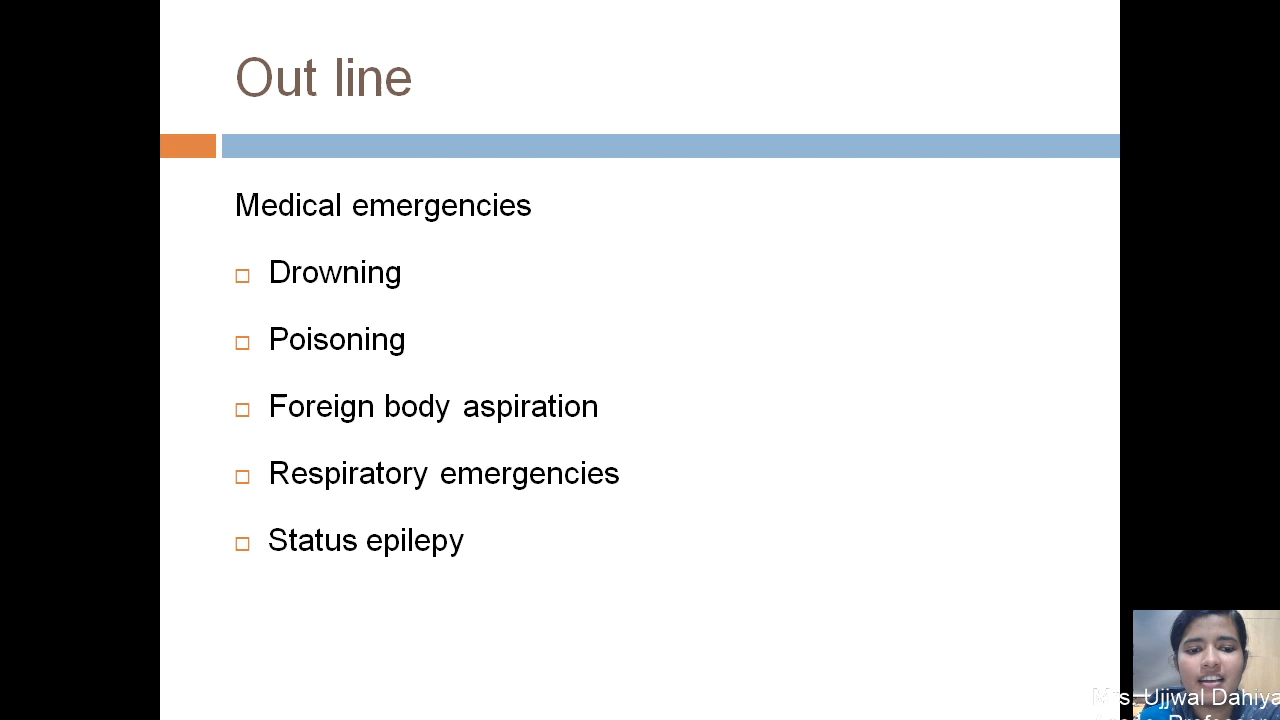 Out line
Medical emergencies
Drowning
Poisoning
Foreign body aspiration
Respiratory emergencies
Status epilepy
Mrs. Ujjwal Dahiya